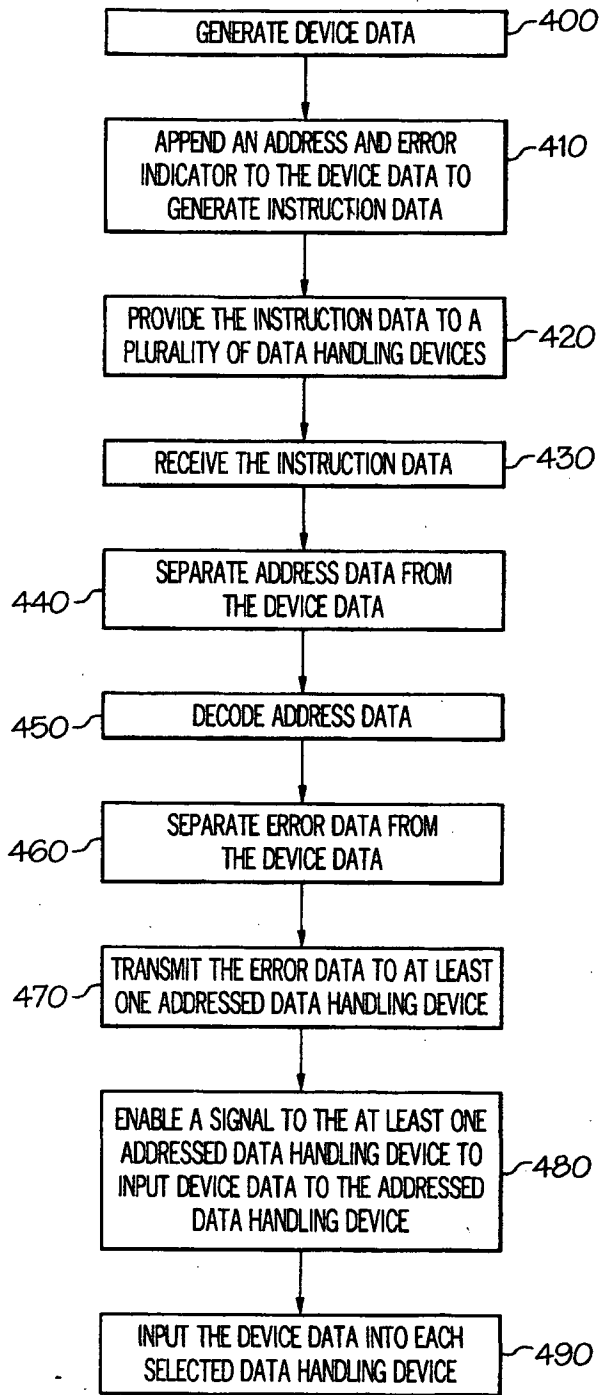 GENERATE DEVICE DATA
400
APPEND AN ADDRESS AND ERROR
INDICATOR TO THE DEVICE DATA TO
GENERATE INSTRUCTION DATA
410
PROVIDE THE INSTRUCTION DATA TO A
PLURALITY OF DATA HANDLING DEVICES
420
RECEIVE THE INSTRUCTION DATA
430
SEPARATE ADDRESS DATA FROM
THE DEVICE DATA
440
DECODE ADDRESS DATA
450
SEPARATE ERROR DATA FROM
THE DEVICE DATA
460
TRANSMIT THE ERROR DATA TO AT LEAST
ONE ADDRESSED DATA HANDLING DEVICE
470
ENABLE A SIGNAL TO THE AT LEAST ONE
ADDRESSED DATA HANDLING DEVICE TO
INPUT DEVICE DATA TO THE ADDRESSED
DATA HANDLING DEVICE
480
INPUT THE DEVICE DATA INTO EACH
SELECTED DATA HANDLING DEVICE
490